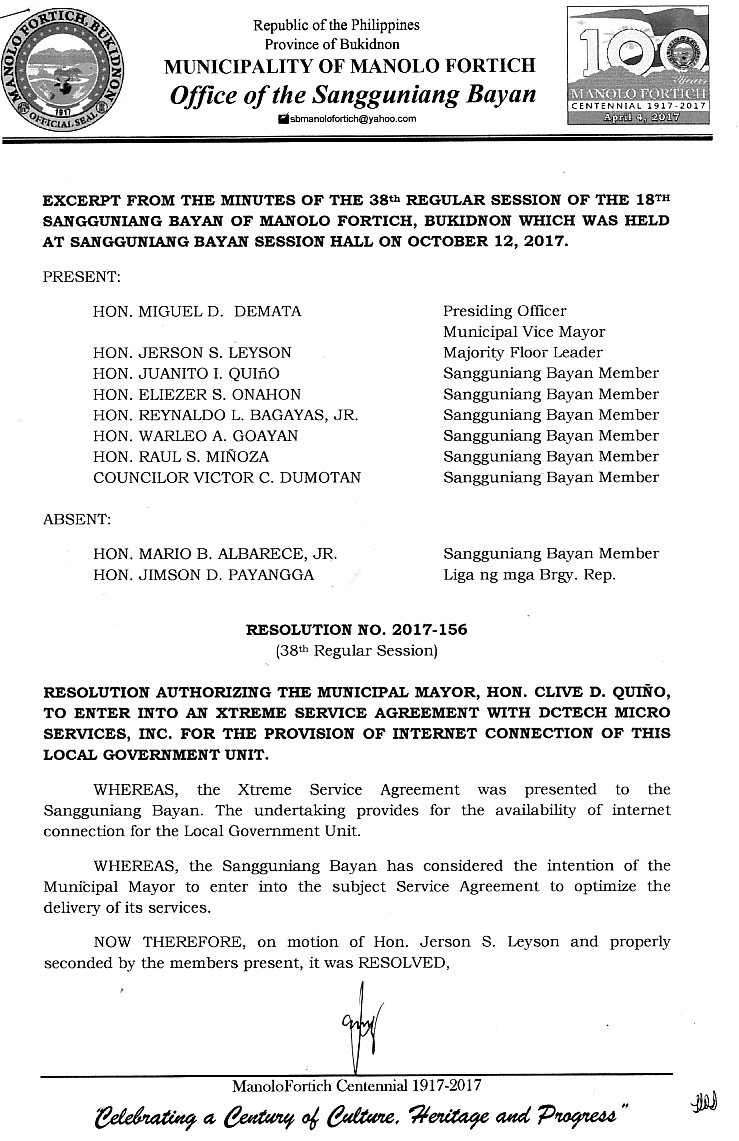 MANOLO FORTICH, BUKIDNON
1917
OFFICIAL SEAL
Republic of the Philippines
Province of Bukidnon
MUNICIPALITY OF MANOLO FORTICH
Office of the Sangguniang Bayan
sbmanolofortich@yahoo.com
100
Years
MANOLO FORTICH
CENTENNIAL 1917-2017
April 4, 2017
EXCERPT FROM THE MINUTES OF THE 38th REGULAR SESSION OF THE 18TH
SANGGUNIANG BAYAN OF MANOLO FORTICH, BUKIDNON WHICH WAS HELD
AT SANGGUNIANG BAYAN SESSION HALL ON OCTOBER 12, 2017.
PRESENT:
HON. MIGUEL D. DEMATA Presiding Officer
Municipal Vice Mayor
HON. JERSON S. LEYSON Majority Floor Leader
HON. JUANITO I. QUIñO Sangguniang Bayan Member
HON. ELIEZER S. ONAHON Sangguniang Bayan Member
HON. REYNALDO L. BAGAYAS, JR. Sangguniang Bayan Member
HON. WARLEO A. GOAYAN Sangguniang Bayan Member
HON. RAUL S. MIÑOZA Sangguniang Bayan Member
COUNCILOR VICTOR C. DUMOTAN Sangguniang Bayan Member
ABSENT:
HON. MARIO B. ALBARECE, JR. Sangguniang Bayan Member
HON. JIMSON D. PAYANGGA Liga ng mga Brgy. Rep.
RESOLUTION NO. 2017-156
(38th Regular Session)
RESOLUTION AUTHORIZING THE MUNICIPAL MAYOR, HON. CLIVE D. QUIÑO,
TO ENTER INTO AN XTREME SERVICE AGREEMENT WITH DCTECH MICRO
SERVICES, INC. FOR THE PROVISION OF INTERNET CONNECTION OF THIS
LOCAL GOVERNMENT UNIT.
WHEREAS, the Xtreme Service Agreement was presented to the
Sangguniang Bayan. The undertaking provides for the availability of internet
connection for the Local Government Unit.
WHEREAS, the Sangguniang Bayan has considered the intention of the
Municipal Mayor to enter into the subject Service Agreement to optimize the
delivery of its services.
NOW THEREFORE, on motion of Hon. Jerson S. Leyson and properly
seconded by the members present, it was RESOLVED,
ManoloFortich Centennial 1917-2017
"Celebrating a Century of Culture, Heritage and Progress"